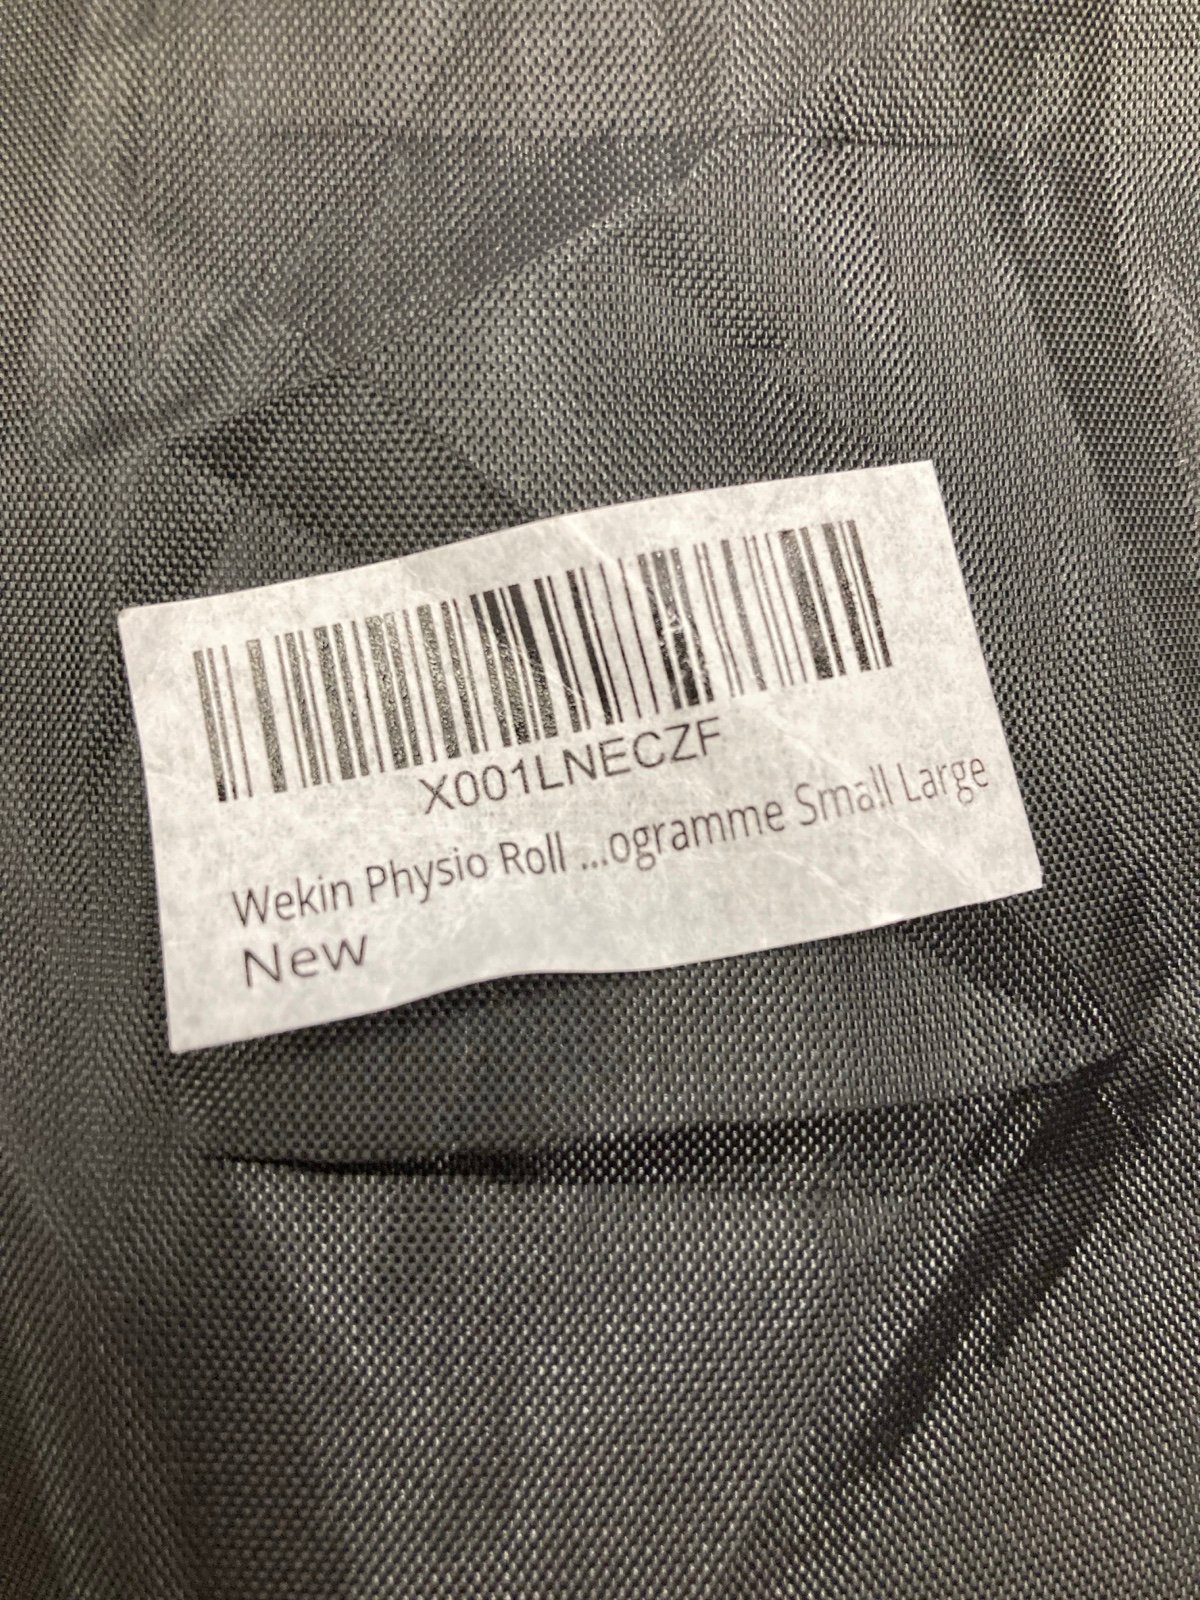 X001LNECZF
Wekin Physio Roll ...ogramme Small Large
New